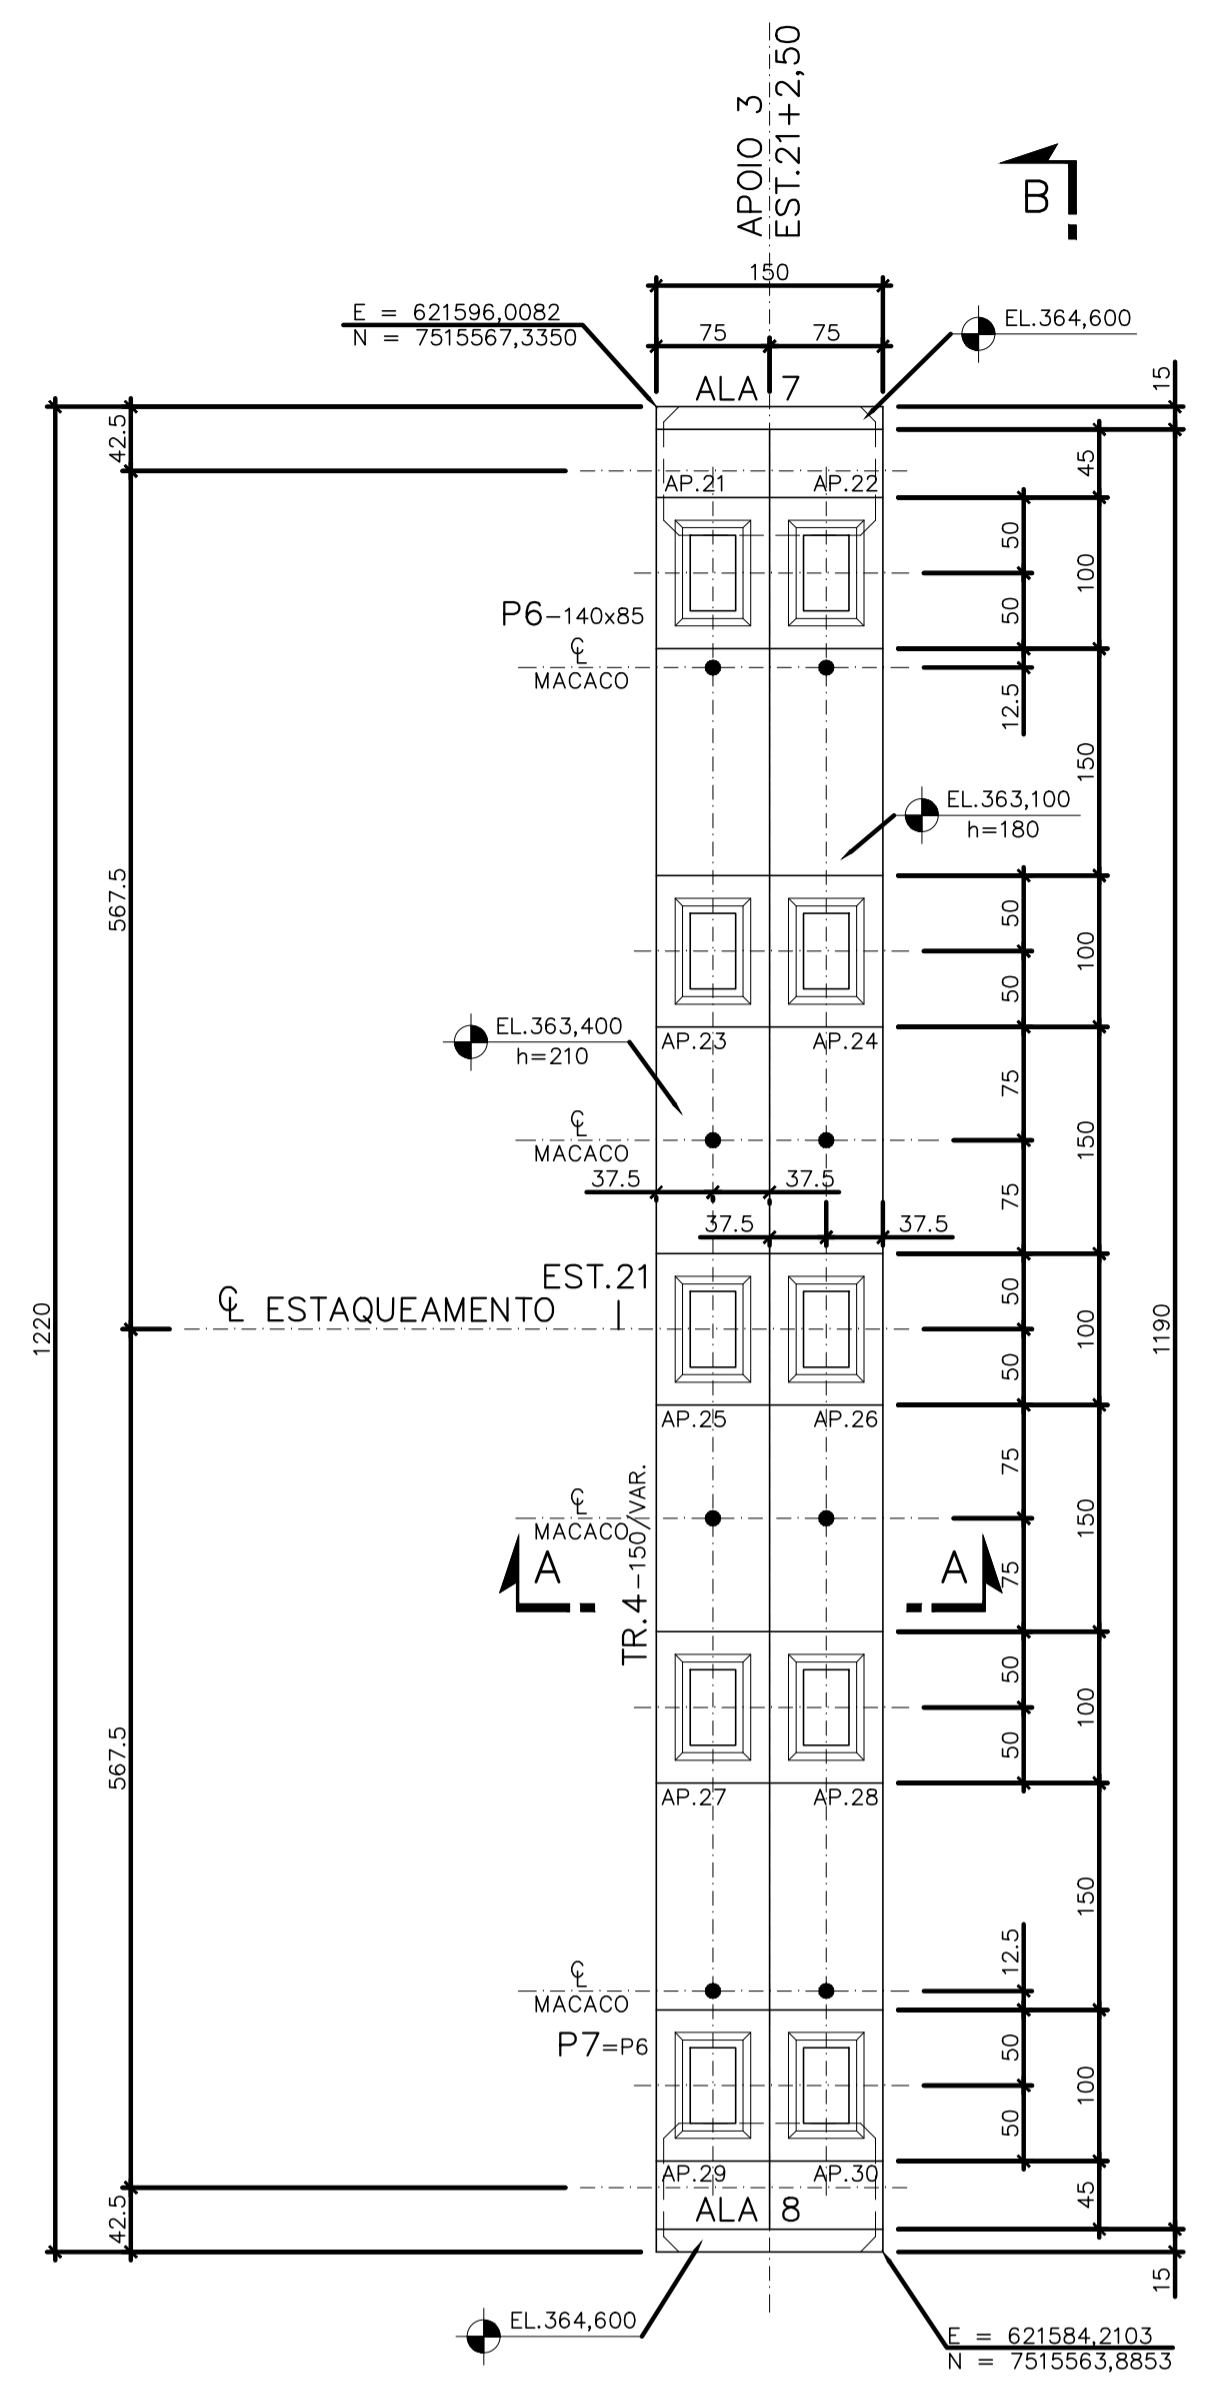 APOIO 3
EST.21+2,50
B
150
E = 621596,0082
N = 7515567,3350
75
75
EL.364,600
15
ALA 7
42.5
45
AP.21
AP.22
50
100
50
P6-140x85
℄
MACACO
12.5
150
EL.363,100
h=180
567.5
50
100
50
EL.363,400
h=210
AP.23
AP.24
75
℄
MACACO
150
37.5
37.5
75
37.5
37.5
EST.21
℄ ESTAQUEAMENTO
50
100
50
1220
1190
AP.25
AP.26
75
℄
MACACO
150
TR.4-150/VAR.
A
A
75
50
100
50
567.5
AP.27
AP.28
150
12.5
℄
MACACO
P7=P6
50
100
50
AP.29
AP.30
45
ALA 8
42.5
15
EL.364,600
E = 621584,2103
N = 7515563,8853